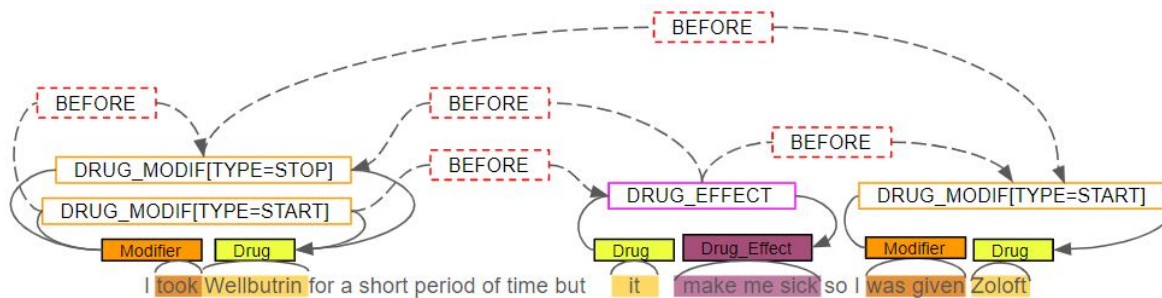 BEFORE
BEFORE BEFORE
BEFORE
DRUG_MODIF[TYPE=STOP] BEFORE
DRUG_MODIF[TYPE=START] DRUG_EFFECT DRUG_MODIF[TYPE=START]
Modifier Drug Drug Drug_Effect Modifier Drug
I took Wellbutrin for a short period of time but it make me sick so I was given Zoloft